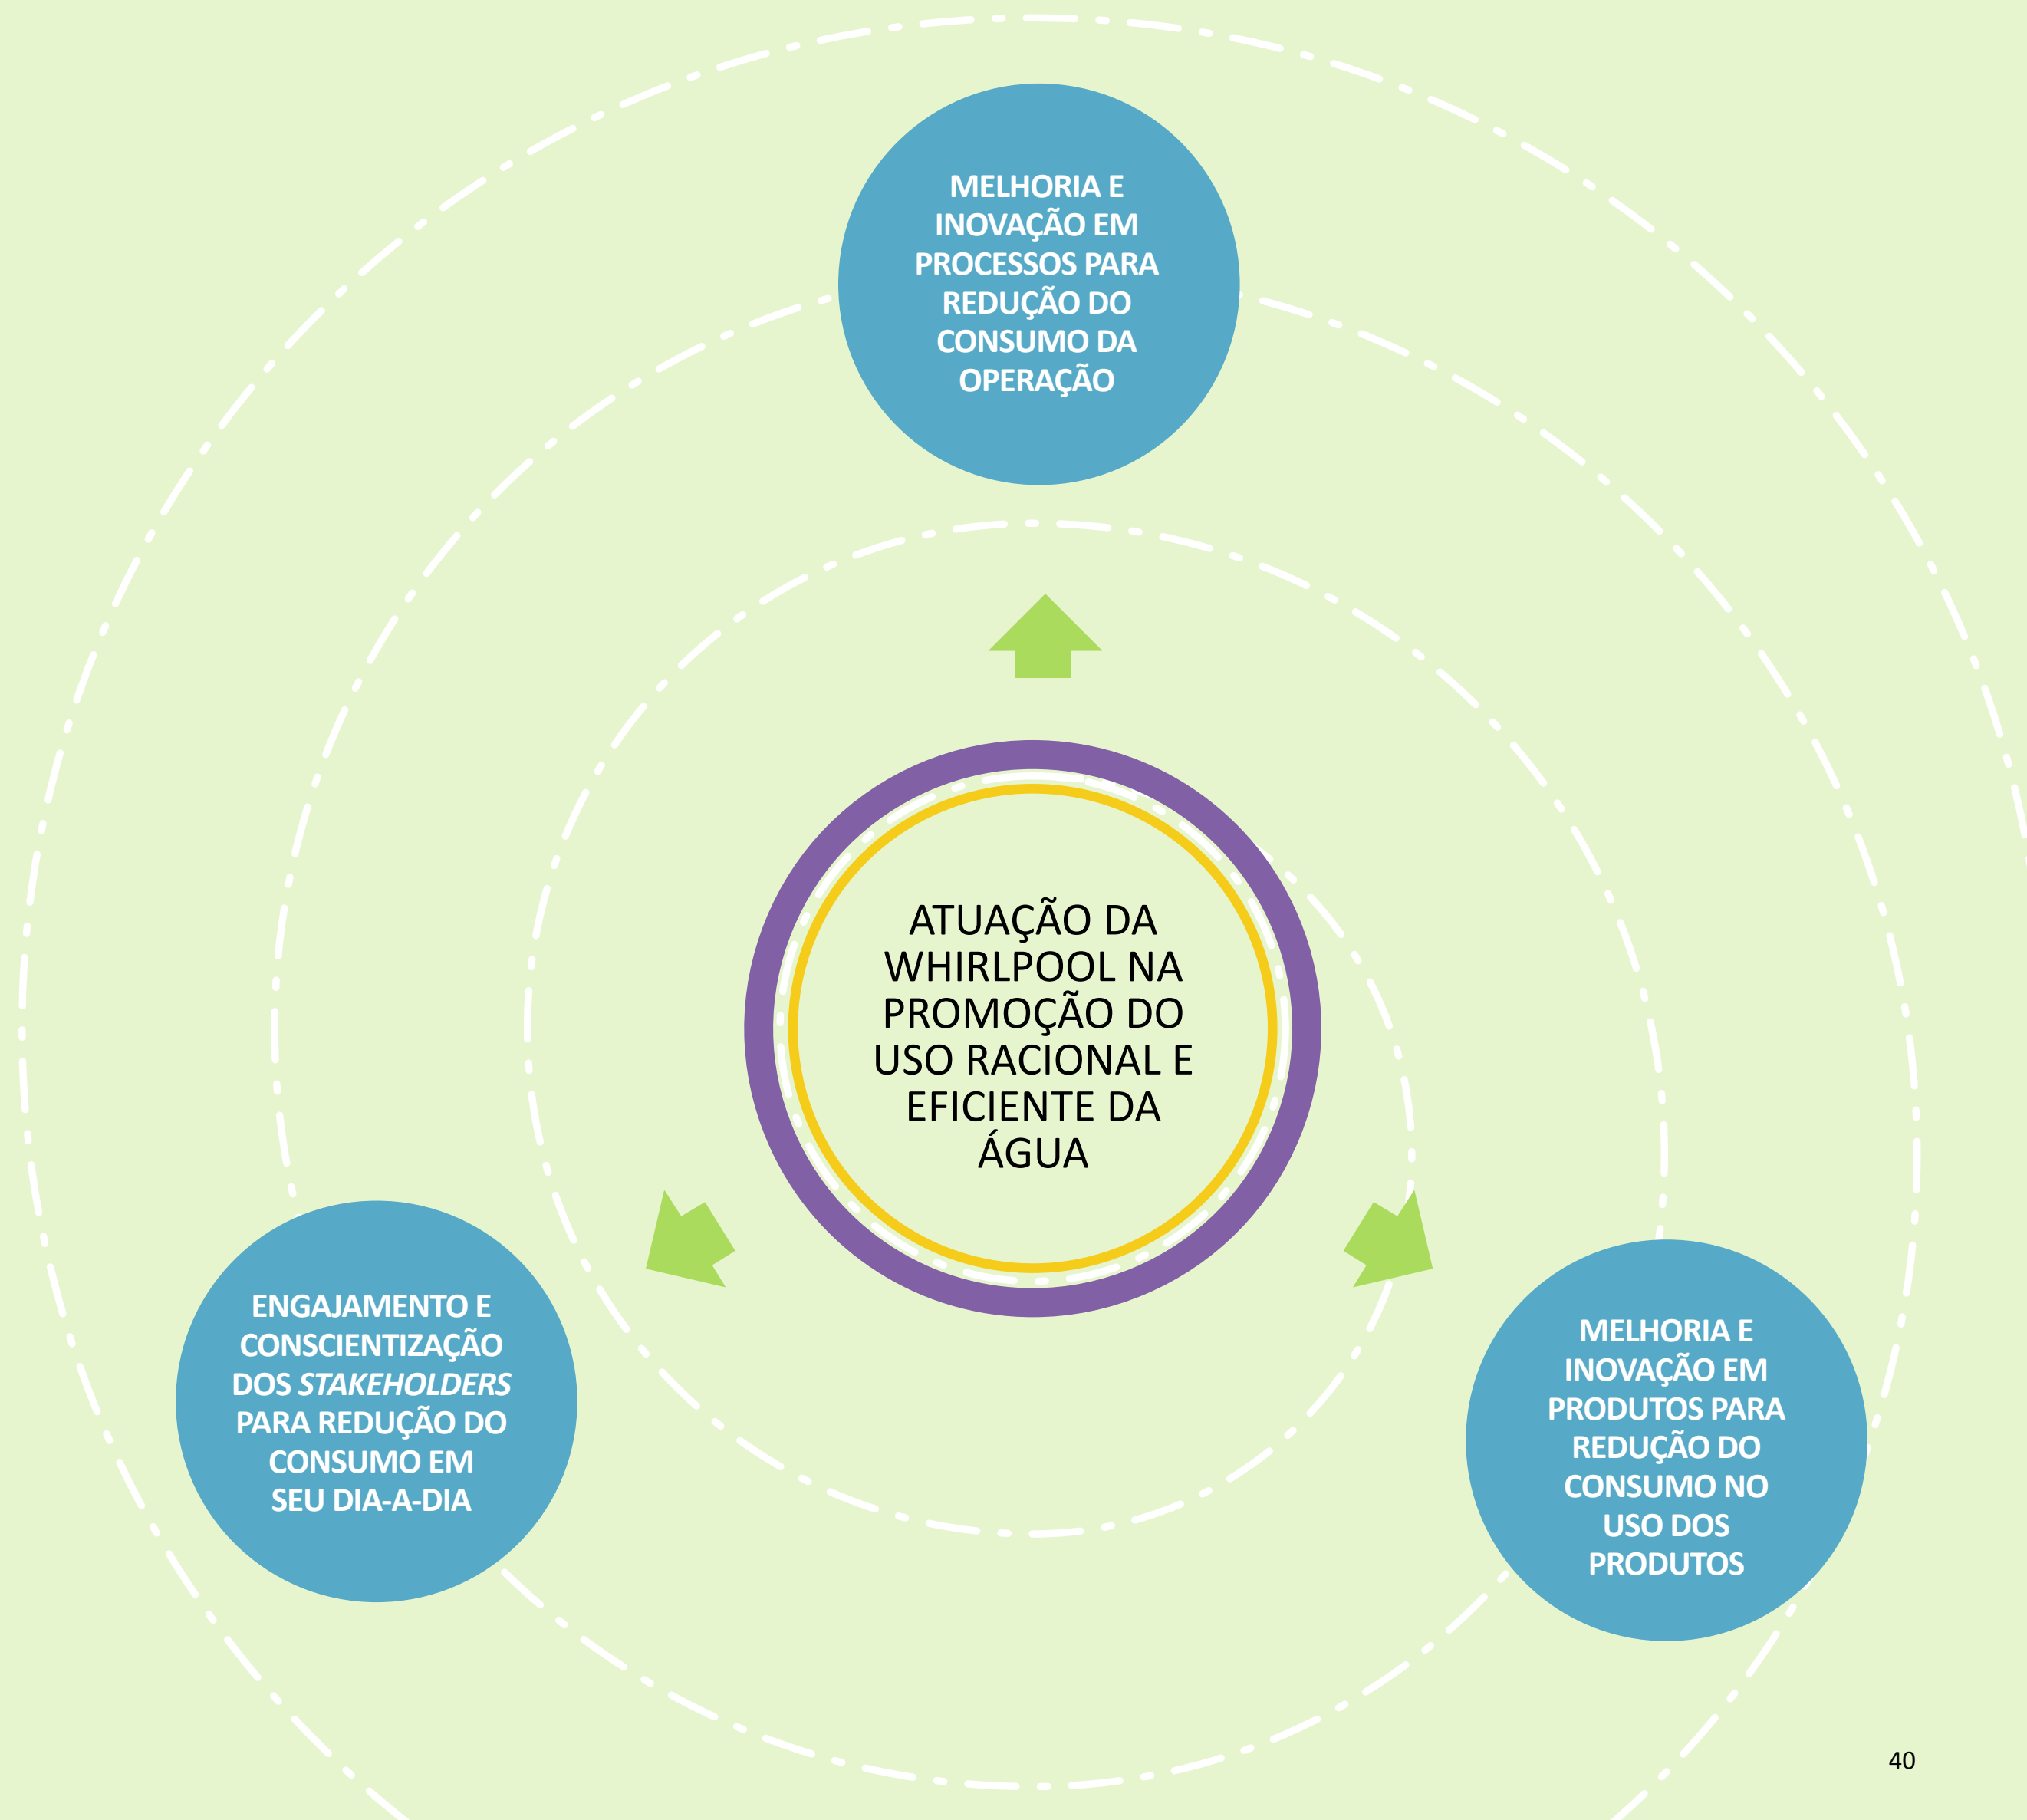 MELHORIA E
INOVAÇÃO EM
PROCESSOS PARA
REDUÇÃO DO
CONSUMO DA
OPERAÇÃO
ATUAÇÃO DA
WHIRLPOOL NA
PROMOÇÃO DO
USO RACIONAL E
EFICIENTE DA
ÁGUA
ENGAJAMENTO E
CONSCIENTIZAÇÃO
DOS STAKEHOLDERS
PARA REDUÇÃO DO
CONSUMO EM
SEU DIA-A-DIA
MELHORIA E
INOVAÇÃO EM
PRODUTOS PARA
REDUÇÃO DO
CONSUMO NO
USO DOS
PRODUTOS
40